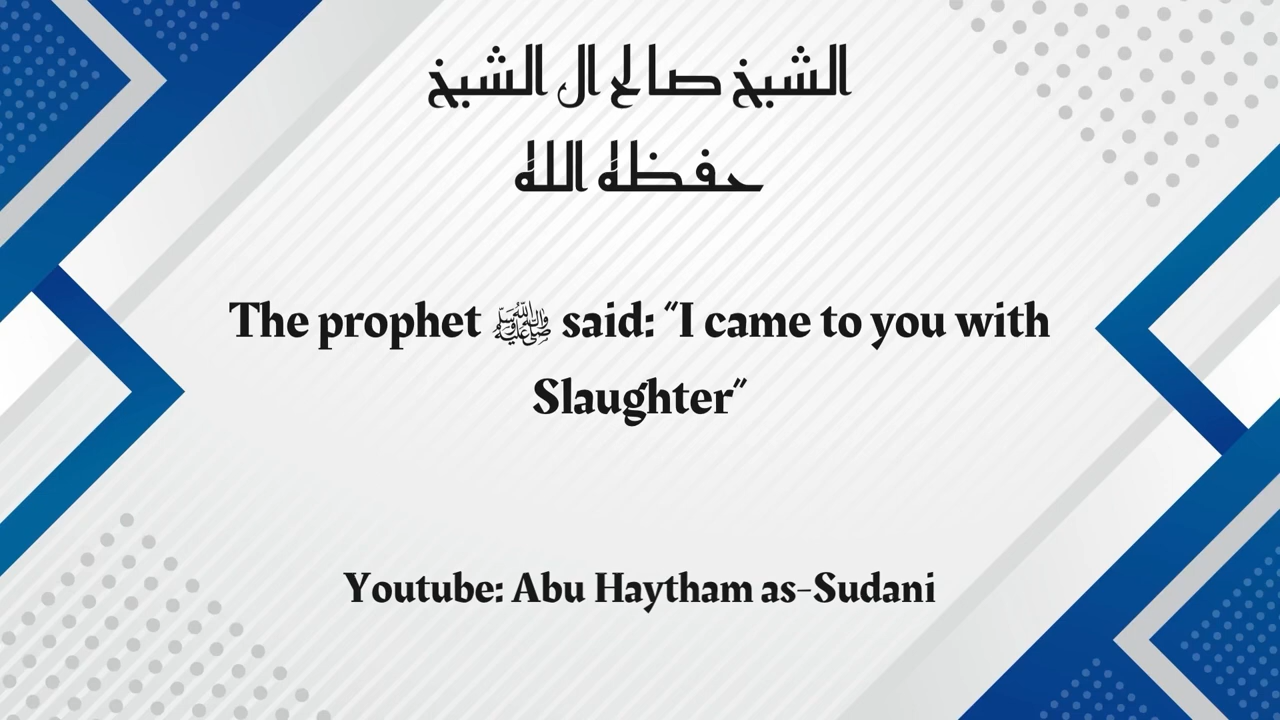 الشيخ صالح ال الشيخ
حفظه الله
The prophet ﷺ said: "I came to you with
Slaughter"
Youtube: Abu Haytham as-Sudani